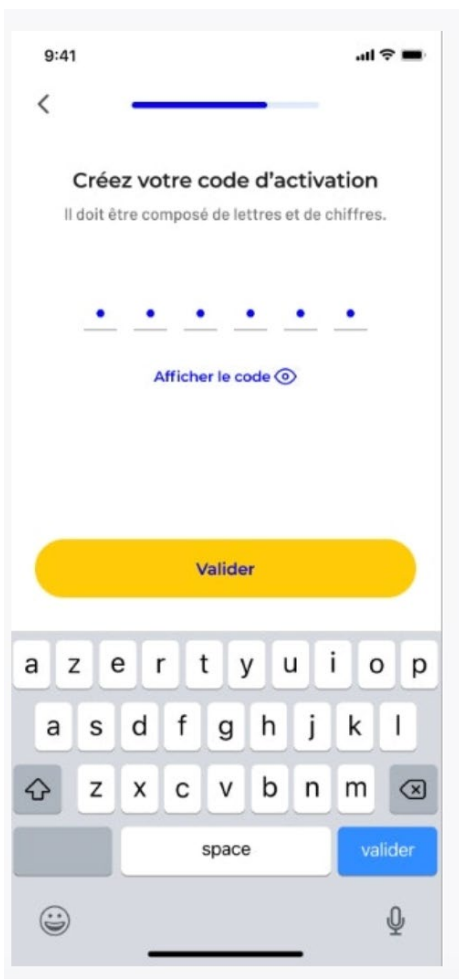 9:41
Créez votre code d'activation
Il doit être composé de lettres et de chiffres.
Afficher le code
Valider
a z e r t y u i o p
a s d f g h j k l
z x c v b n m
space valider